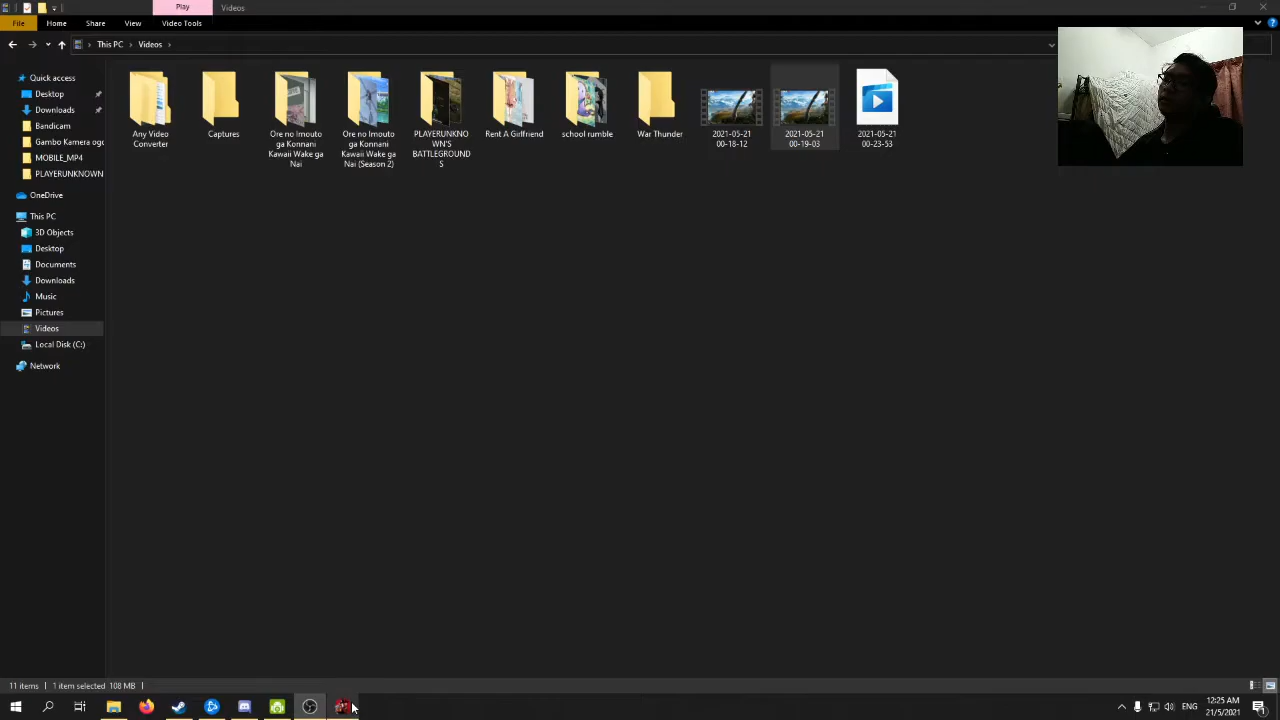 Play
Videos
File
Home
Share
View
Video Tools
This PC
Videos
Quick access
Desktop
Downloads
Bandicam
Gambo Kamera ogo
MOBILE_MP4
PLAYERUNKNOWN
OneDrive
This PC
3D Objects
Desktop
Documents
Downloads
Music
Pictures
Videos
Local Disk (C:)
Network
Any Video
Converter
Captures
Ore no Imouto
ga Konnani
Kawaii Wake ga
Nai
Ore no Imouto
ga Konnani
Kawaii Wake ga
Nai (Season 2)
PLAYERUNKNO
WN'S
BATTLEGROUND
S
Rent A Girlfriend
school rumble
War Thunder
2021-05-21
00-18-12
2021-05-21
00-19-03
2021-05-21
00-23-53
11 items
1 item selected 108 MB
ENG
12:25 AM
21/5/2021
1